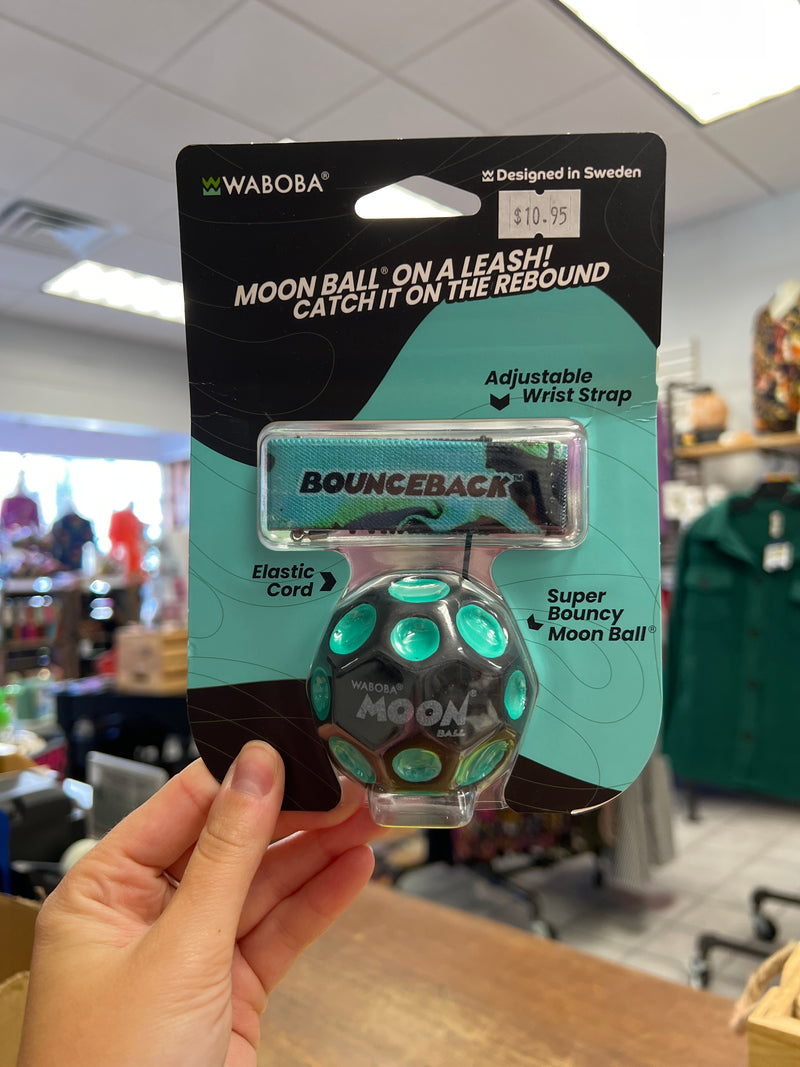 WABOBA®
Designed in Sweden
$10.95
MOON BALL® ON A LEASH!
CATCH IT ON THE REBOUND
Adjustable
Wrist Strap
BOUNCEBACK™
Elastic
Cord
Super
Bouncy
Moon Ball®
WABOBA®
MOON®
BALL